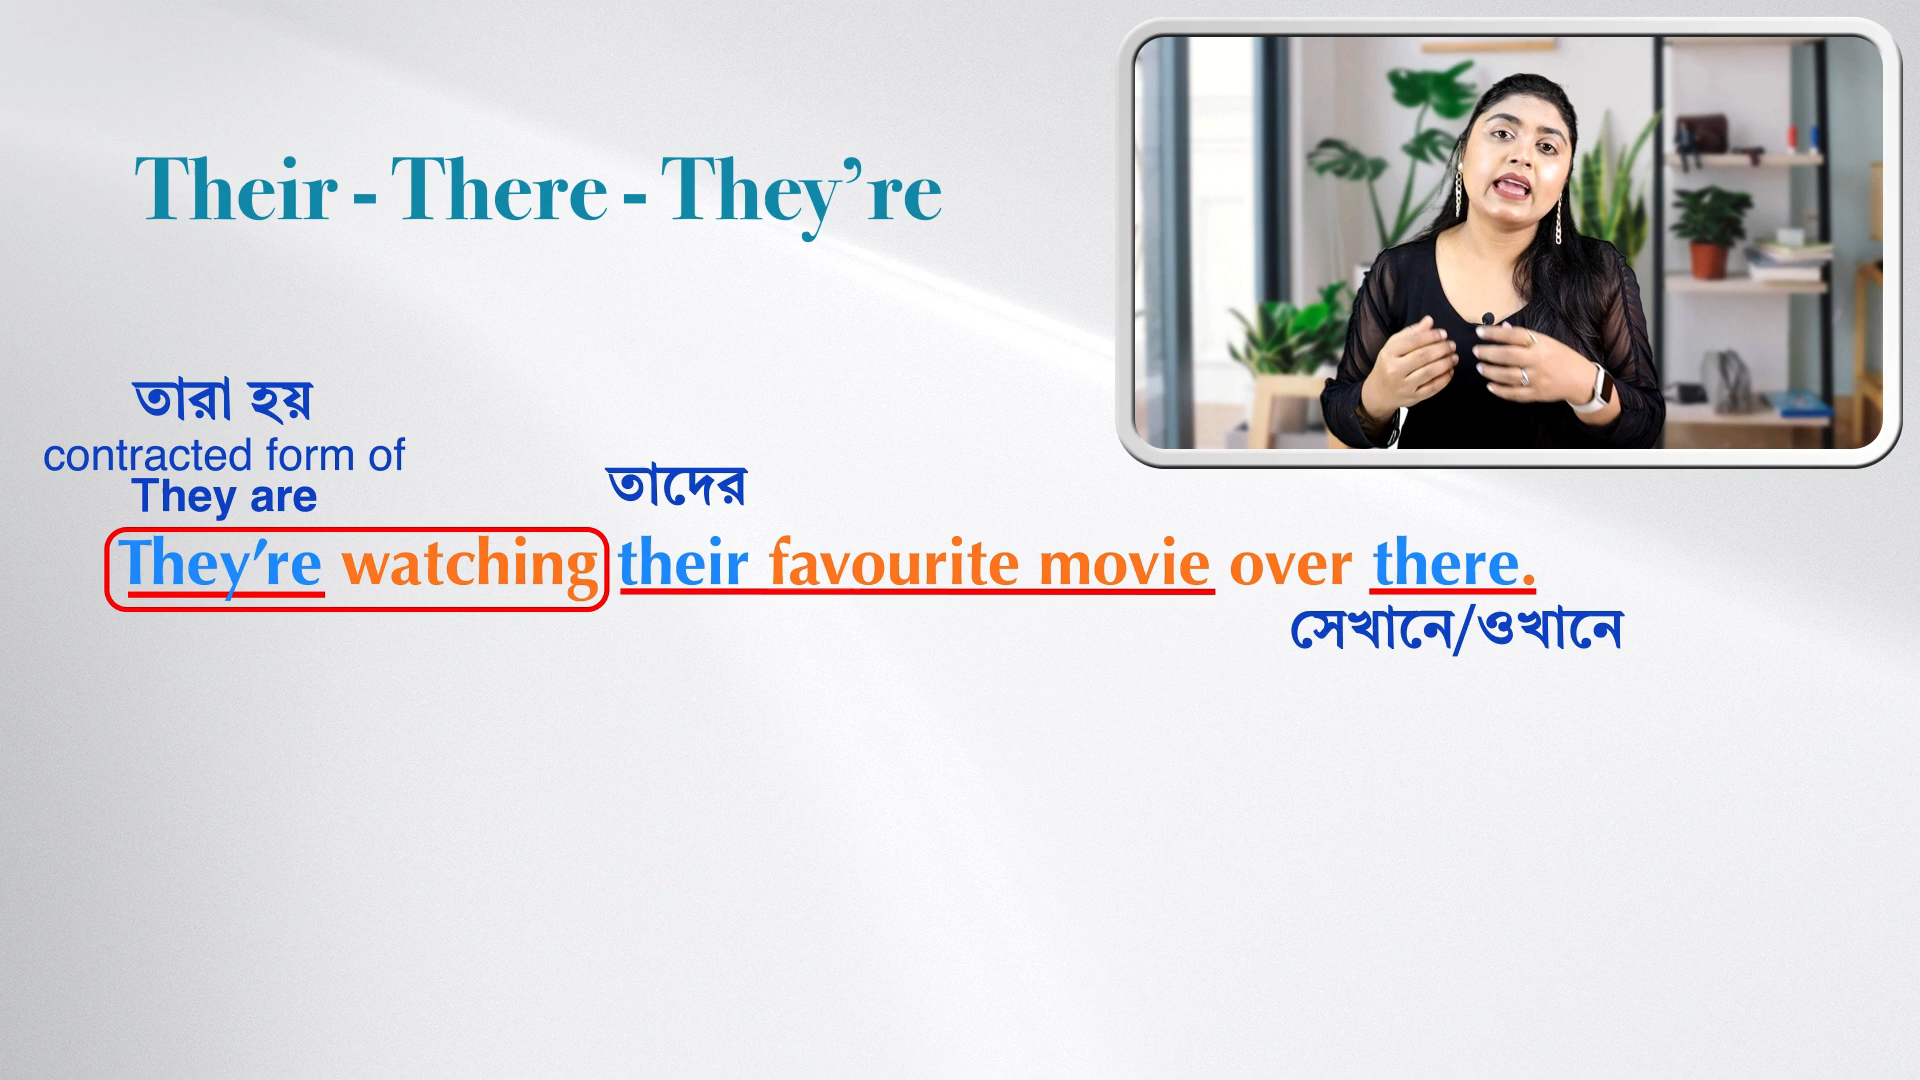 Their - There - They’re
তারা হয়
contracted form of
They are
তাদের
They’re watching their favourite movie over there.
সেখানে/ওখানে